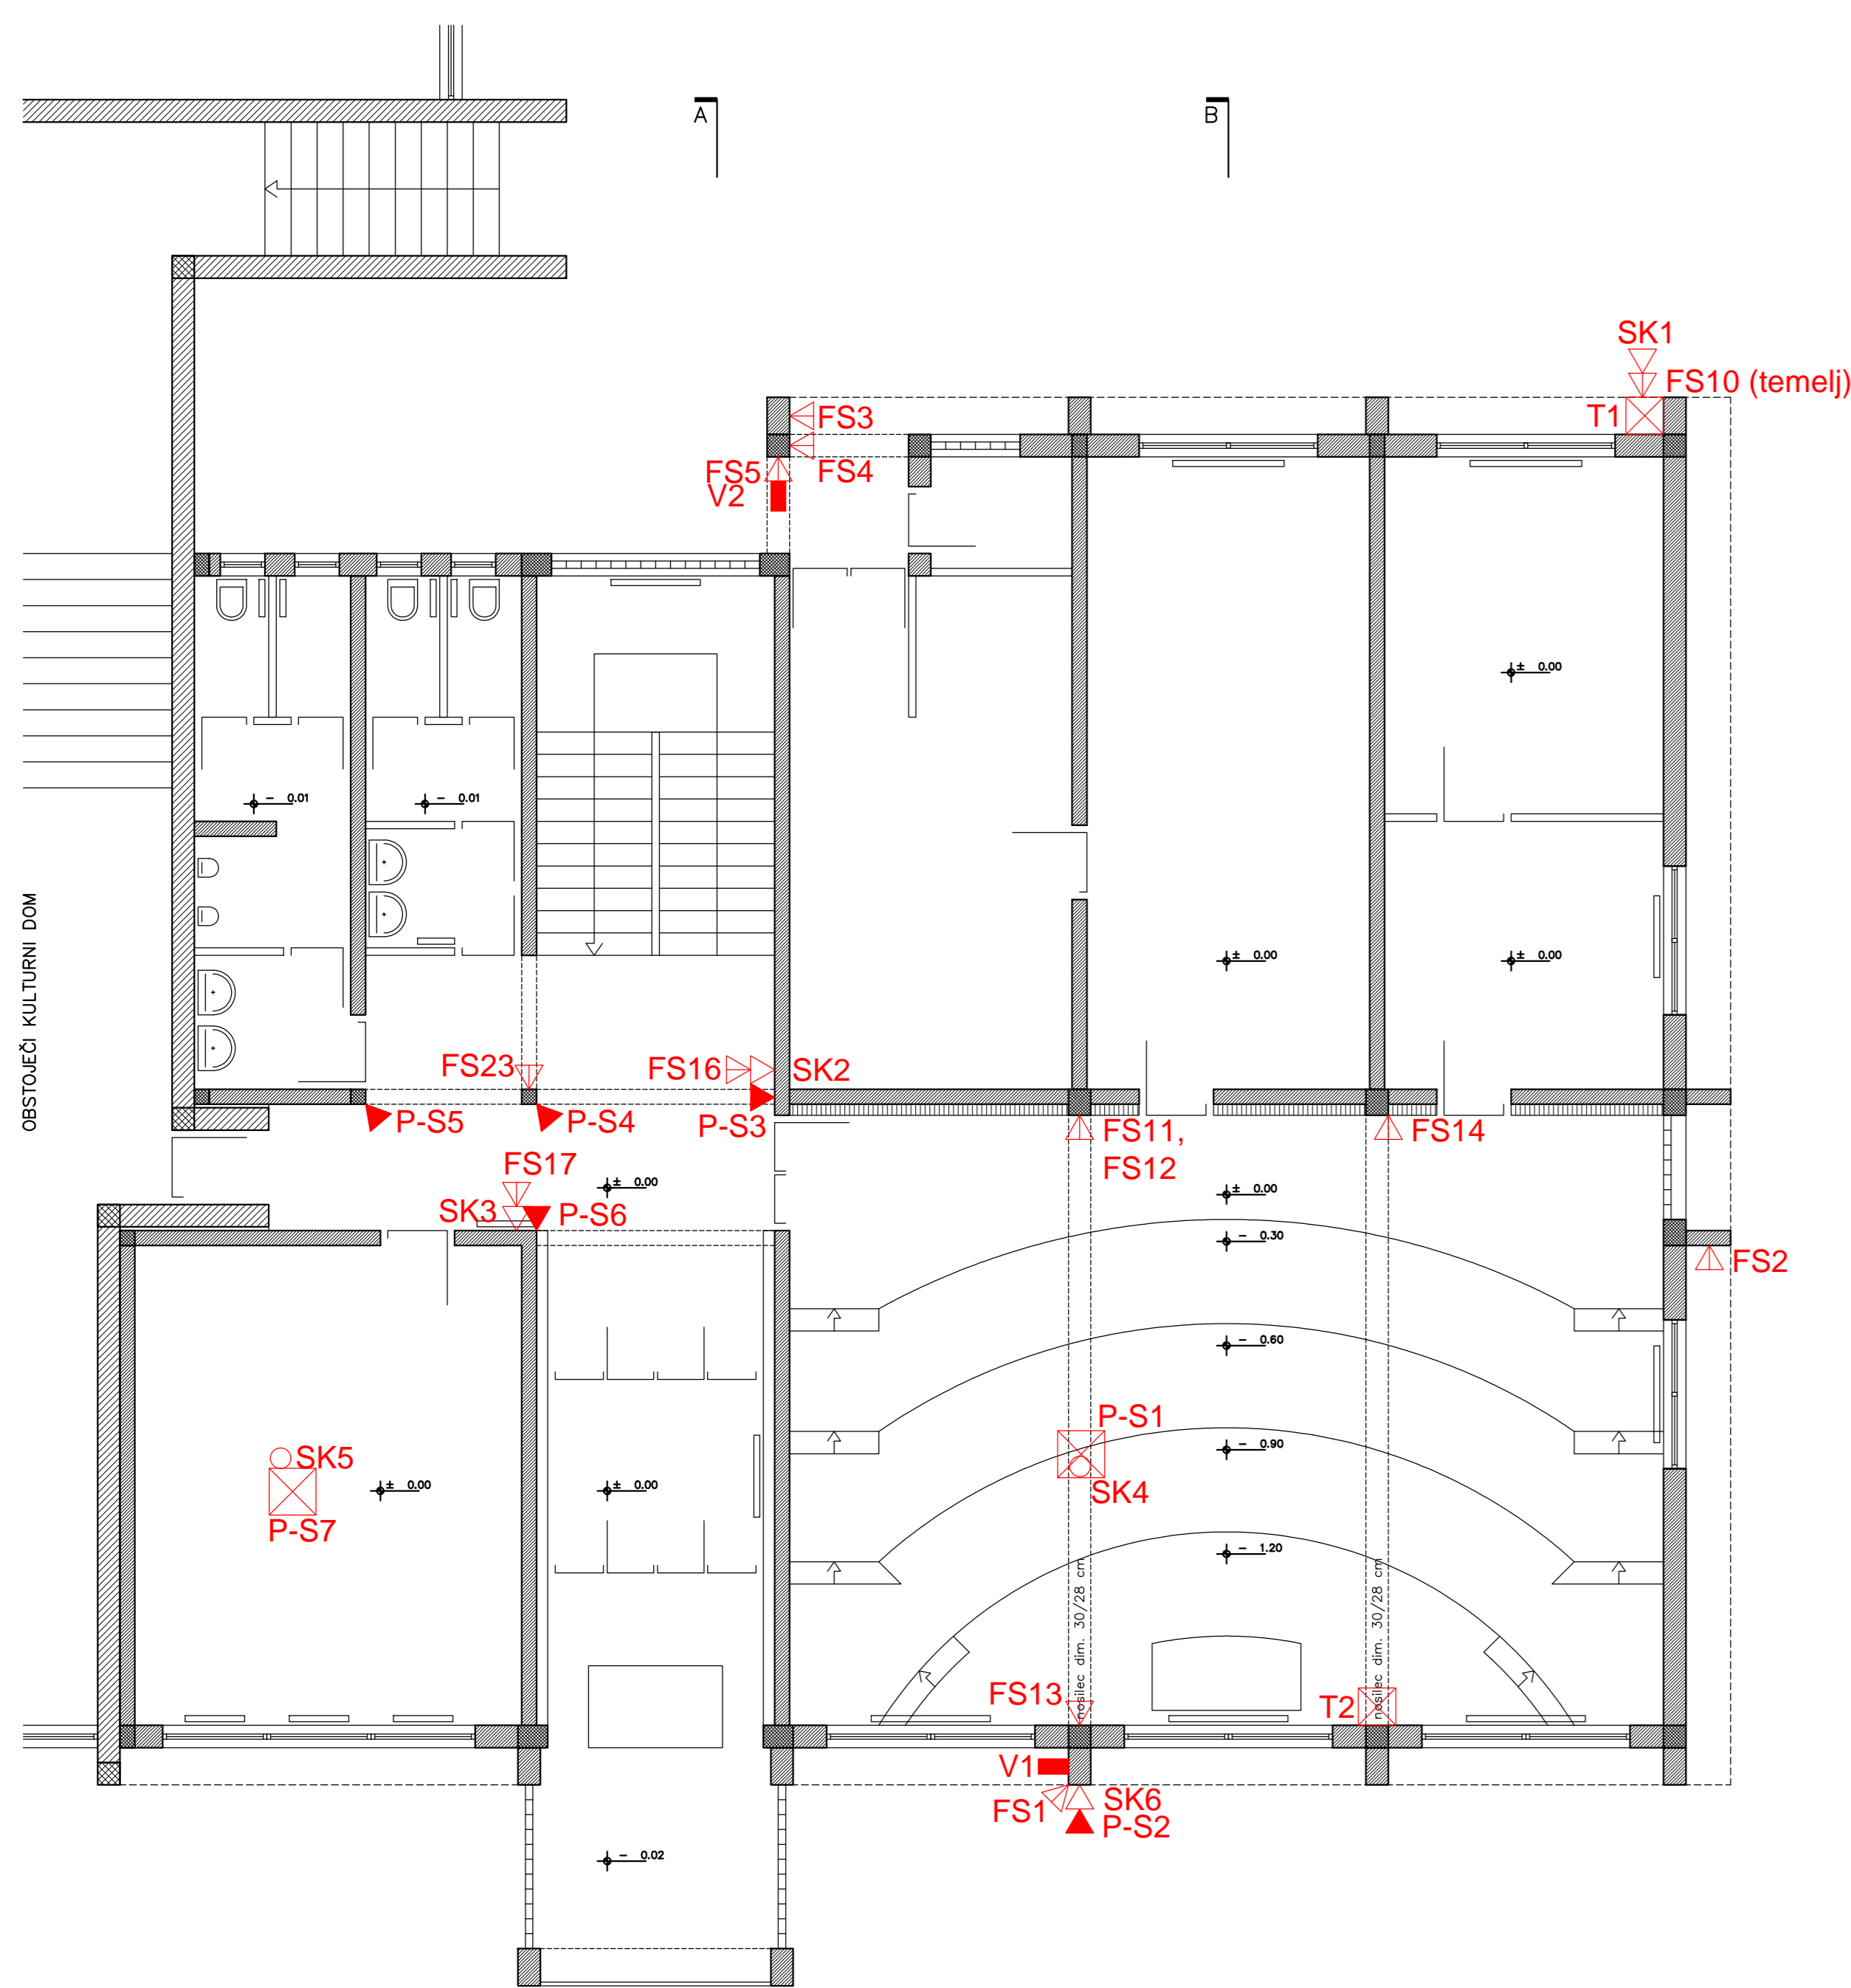 A
B
SK1
FS10 (temelj)
T1
FS3
FS4
FS5
V2
± 0.00
− 0.01
− 0.01
OBSTOJEČI KULTURNI DOM
± 0.00
± 0.00
FS23
FS16
SK2
P-S5
P-S4
P-S3
FS11,
FS12
FS14
FS17
SK3
P-S6
± 0.00
± 0.00
− 0.30
FS2
− 0.60
P-S1
SK5
− 0.90
± 0.00
± 0.00
SK4
P-S7
− 1.20
nosilec dim. 30/28 cm
nosilec dim. 30/28 cm
FS13
T2
V1
FS1
SK6
P-S2
− 0.02